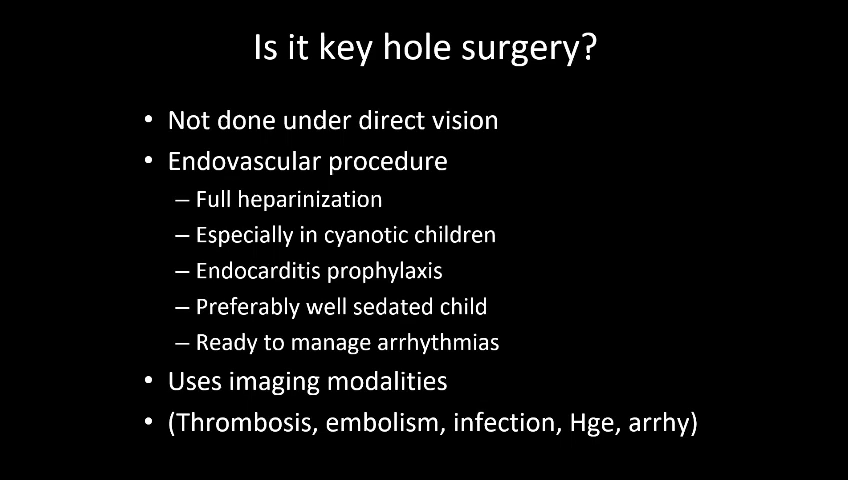 Is it key hole surgery?
• Not done under direct vision
• Endovascular procedure
– Full heparinization
– Especially in cyanotic children
– Endocarditis prophylaxis
– Preferably well sedated child
– Ready to manage arrhythmias
• Uses imaging modalities
• (Thrombosis, embolism, infection, Hge, arrhy)